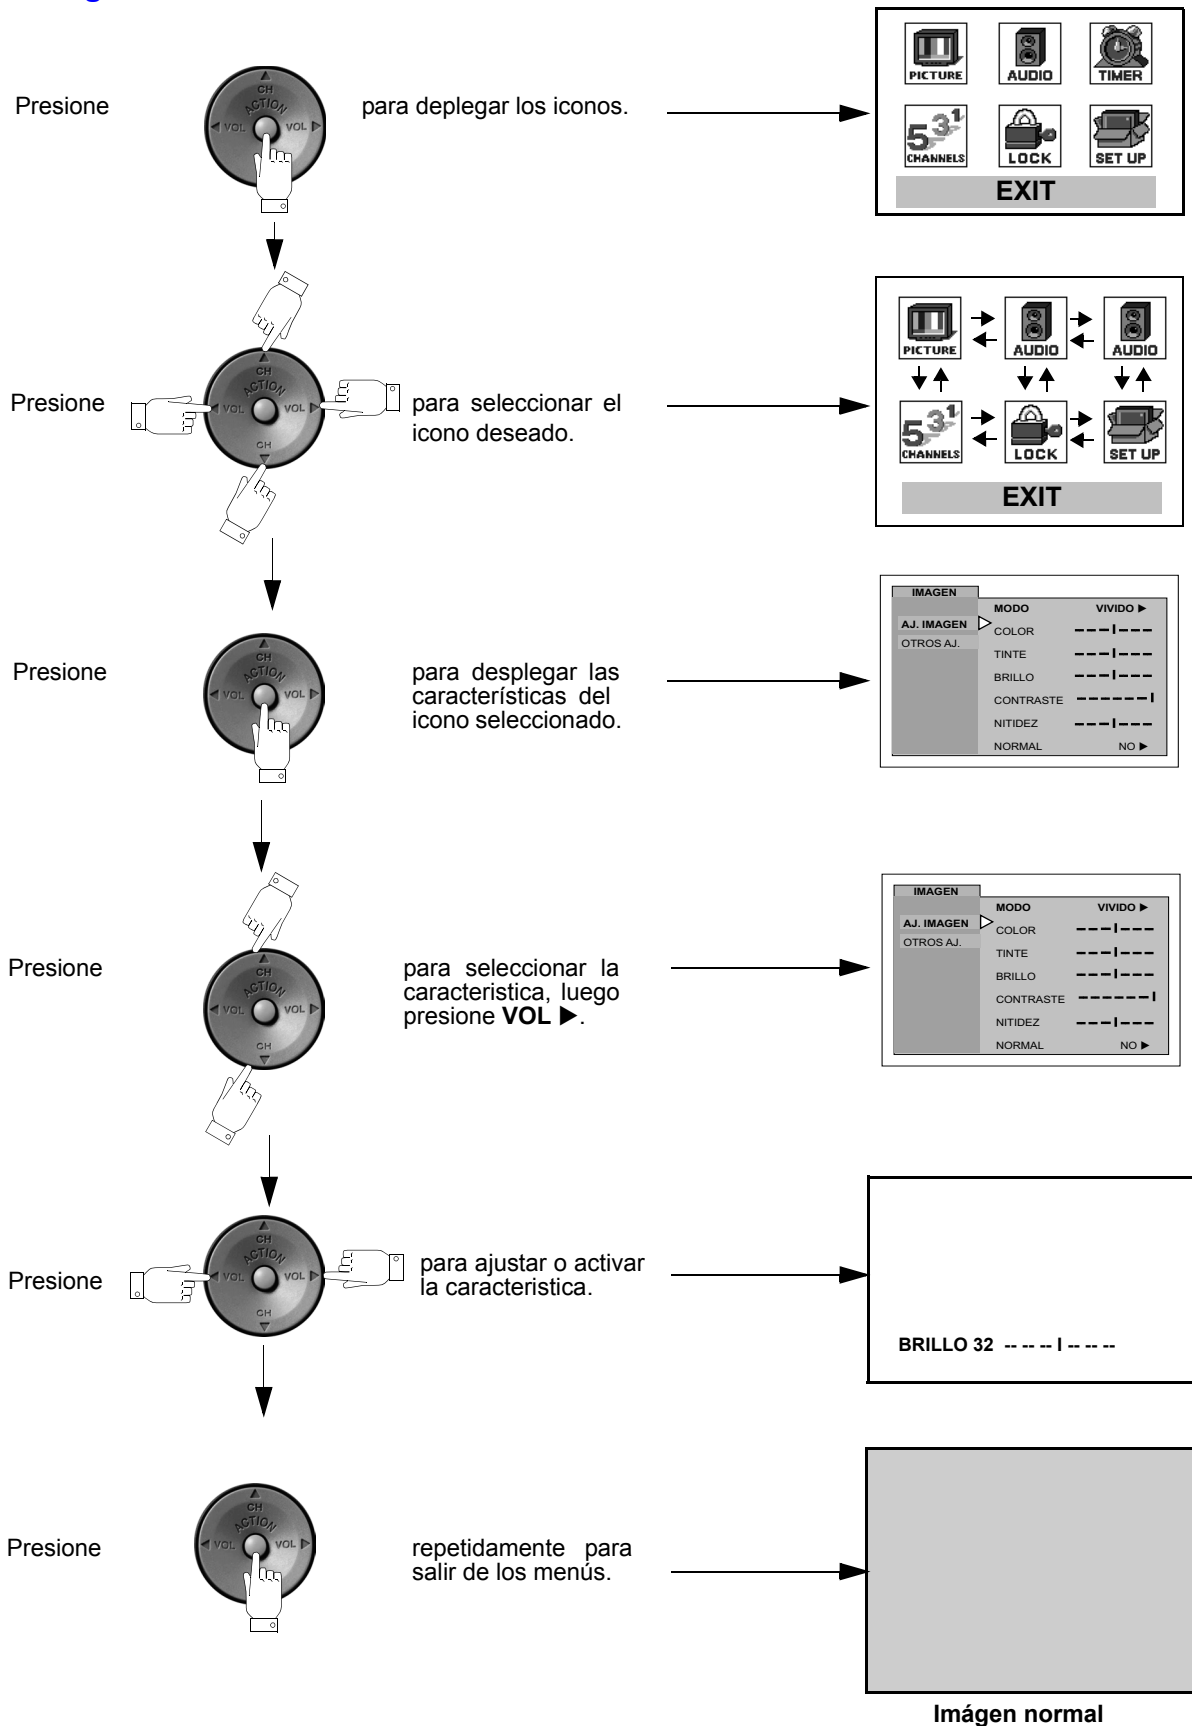 Presione
CH
ACTION
VOL VOL
para deplegar los iconos.
PICTURE AUDIO TIMER
CHANNELS LOCK SET UP
EXIT
Presione
CH
ACTION
VOL VOL
CH
para seleccionar el
icono deseado.
PICTURE AUDIO AUDIO
CHANNELS LOCK SET UP
EXIT
Presione
CH
ACTION
VOL VOL
para desplegar las
características del
icono seleccionado.
IMAGEN
MODO VIVIDO ▶
AJ. IMAGEN
COLOR
OTROS AJ.
TINTE
BRILLO
CONTRASTE
NITIDEZ
NORMAL NO ▶
Presione
CH
ACTION
VOL VOL
CH
para seleccionar la
caracteristica, luego
presione VOL ▶.
IMAGEN
MODO VIVIDO ▶
AJ. IMAGEN
COLOR
OTROS AJ.
TINTE
BRILLO
CONTRASTE
NITIDEZ
NORMAL NO ▶
Presione
CH
ACTION
VOL VOL
CH
para ajustar o activar
la caracteristica.
BRILLO 32 -- -- -- I -- -- --
Presione
CH
ACTION
VOL VOL
repetidamente para
salir de los menús.
Imágen normal